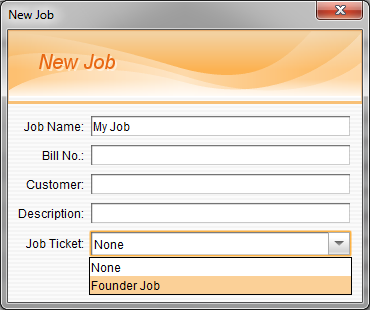 New Job
New Job
Job Name: My Job
Bill No.:
Customer:
Description:
Job Ticket: None
None
Founder Job